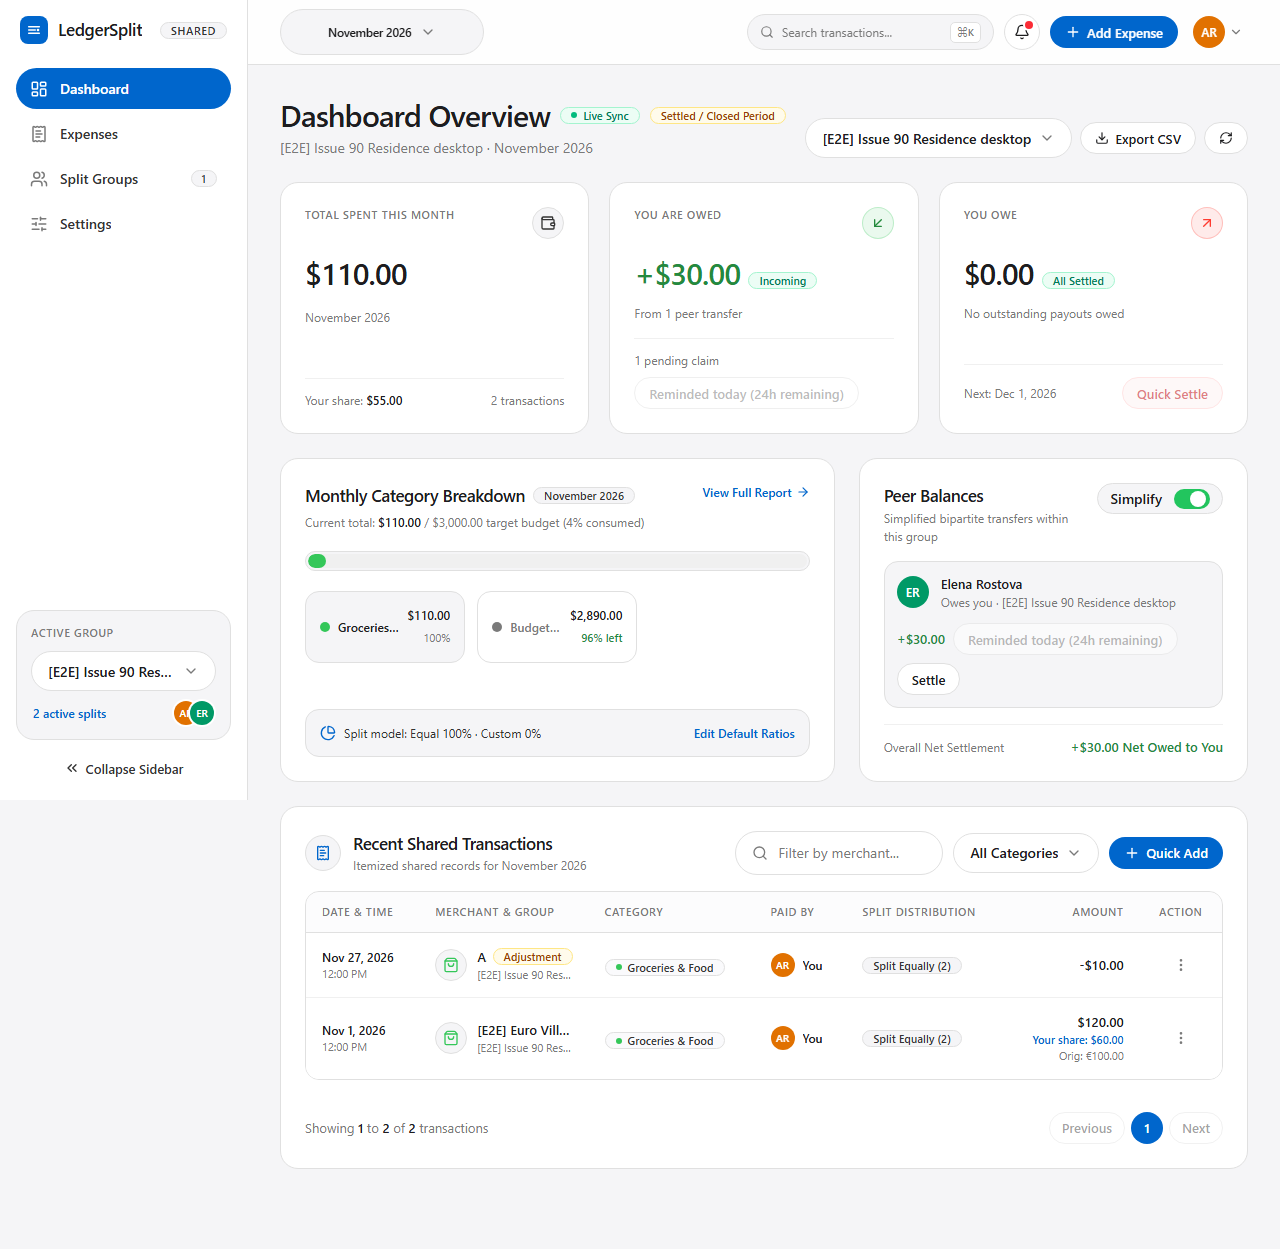 LedgerSplit
SHARED
November 2026
Search transactions...
⌘K
Add Expense
AR
Dashboard
Expenses
Split Groups
1
Settings
Dashboard Overview
Live Sync
Settled / Closed Period
[E2E] Issue 90 Residence desktop · November 2026
[E2E] Issue 90 Residence desktop
Export CSV
TOTAL SPENT THIS MONTH
$110.00
November 2026
Your share: $55.00
2 transactions
YOU ARE OWED
+$30.00
Incoming
From 1 peer transfer
1 pending claim
Reminded today (24h remaining)
YOU OWE
$0.00
All Settled
No outstanding payouts owed
Next: Dec 1, 2026
Quick Settle
Monthly Category Breakdown
November 2026
View Full Report
Current total: $110.00 / $3,000.00 target budget (4% consumed)
Groceries...
$110.00
100%
Budget...
$2,890.00
96% left
Split model: Equal 100% · Custom 0%
Edit Default Ratios
Peer Balances
Simplify
Simplified bipartite transfers within
this group
ER
Elena Rostova
Owes you · [E2E] Issue 90 Residence desktop
+$30.00
Reminded today (24h remaining)
Settle
Overall Net Settlement
+$30.00 Net Owed to You
ACTIVE GROUP
[E2E] Issue 90 Res...
2 active splits
ER
Collapse Sidebar
Recent Shared Transactions
Itemized shared records for November 2026
Filter by merchant...
All Categories
Quick Add
DATE & TIME
MERCHANT & GROUP
CATEGORY
PAID BY
SPLIT DISTRIBUTION
AMOUNT
ACTION
Nov 27, 2026
12:00 PM
A
Adjustment
[E2E] Issue 90 Res...
Groceries & Food
AR
You
Split Equally (2)
-$10.00
Nov 1, 2026
12:00 PM
[E2E] Euro Vill...
[E2E] Issue 90 Res...
Groceries & Food
AR
You
Split Equally (2)
$120.00
Your share: $60.00
Orig: €100.00
Showing 1 to 2 of 2 transactions
Previous
1
Next